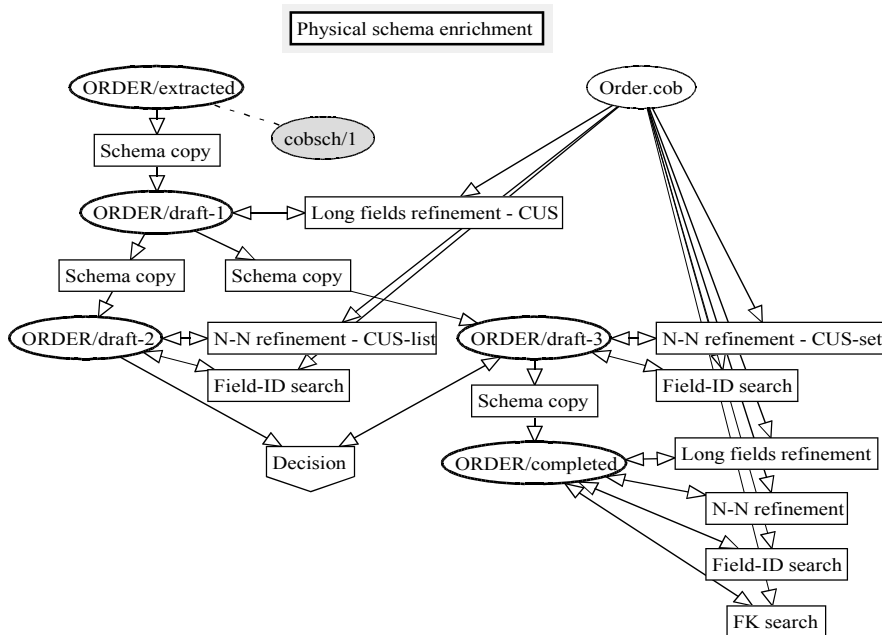 Physical schema enrichment
ORDER/extracted
Order.cob
cobsch/1
Schema copy
ORDER/draft-1
Long fields refinement - CUS
Schema copy
Schema copy
ORDER/draft-2
N-N refinement - CUS-list
ORDER/draft-3
N-N refinement - CUS-set
Field-ID search
Field-ID search
Schema copy
Decision
ORDER/completed
Long fields refinement
N-N refinement
Field-ID search
FK search